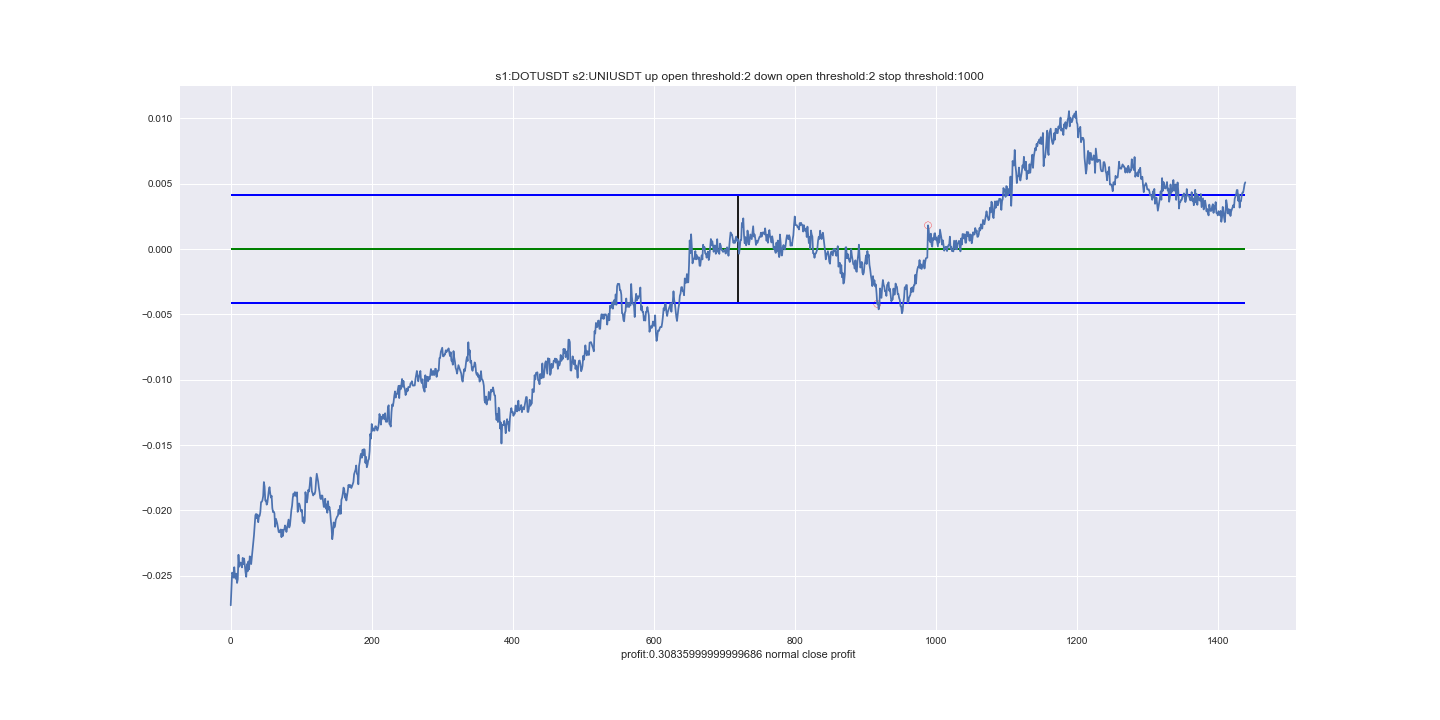 s1:DOTUSDT s2:UNIUSDT up open threshold:2 down open threshold:2 stop threshold:1000
0.010
0.005
0.000
−0.005
−0.010
−0.015
−0.020
−0.025
0 200 400 600 800 1000 1200 1400
profit:0.30835999999999686 normal close profit